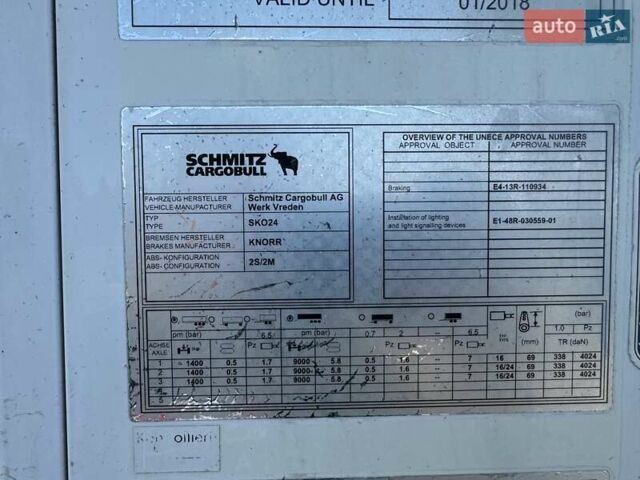 VALID UNTIL 01/2018
auto RIA
.com
SCHMITZ
CARGOBULL
FAHRZEUG HERSTELLER
VEHICLE MANUFACTURER
Schmitz Cargobull AG
Werk Vreden
TYP
TYPE
SKO24
BREMSEN HERSTELLER
BRAKES MANUFACTURER
KNORR
ABS- KONFIGURATION
ABS- CONFIGURATION
2S/2M
OVERVIEW OF THE UNECE APPROVAL NUMBERS
APPROVAL OBJECT APPROVAL NUMBER
Braking E4-13R-110934
Instillation of lighting
and light signalling devices
E1-48R-030559-01
(bar)
pm (bar) 6.5 pm (bar) 0.7 2 -- 6.5 1.0 Pz
ACHSE
AXLE
Pz Pz Pz (mm) TR (daN)
1 1400 0.5 1.7 9000 5.8 0.5 1.6 -- 7 16 69 338 4024
2 1400 0.5 1.7 9000 5.8 0.5 1.6 -- 7 16/24 69 338 4024
3 1400 0.5 1.7 9000 5.8 0.5 1.6 -- 7 16/24 69 338 4024
5